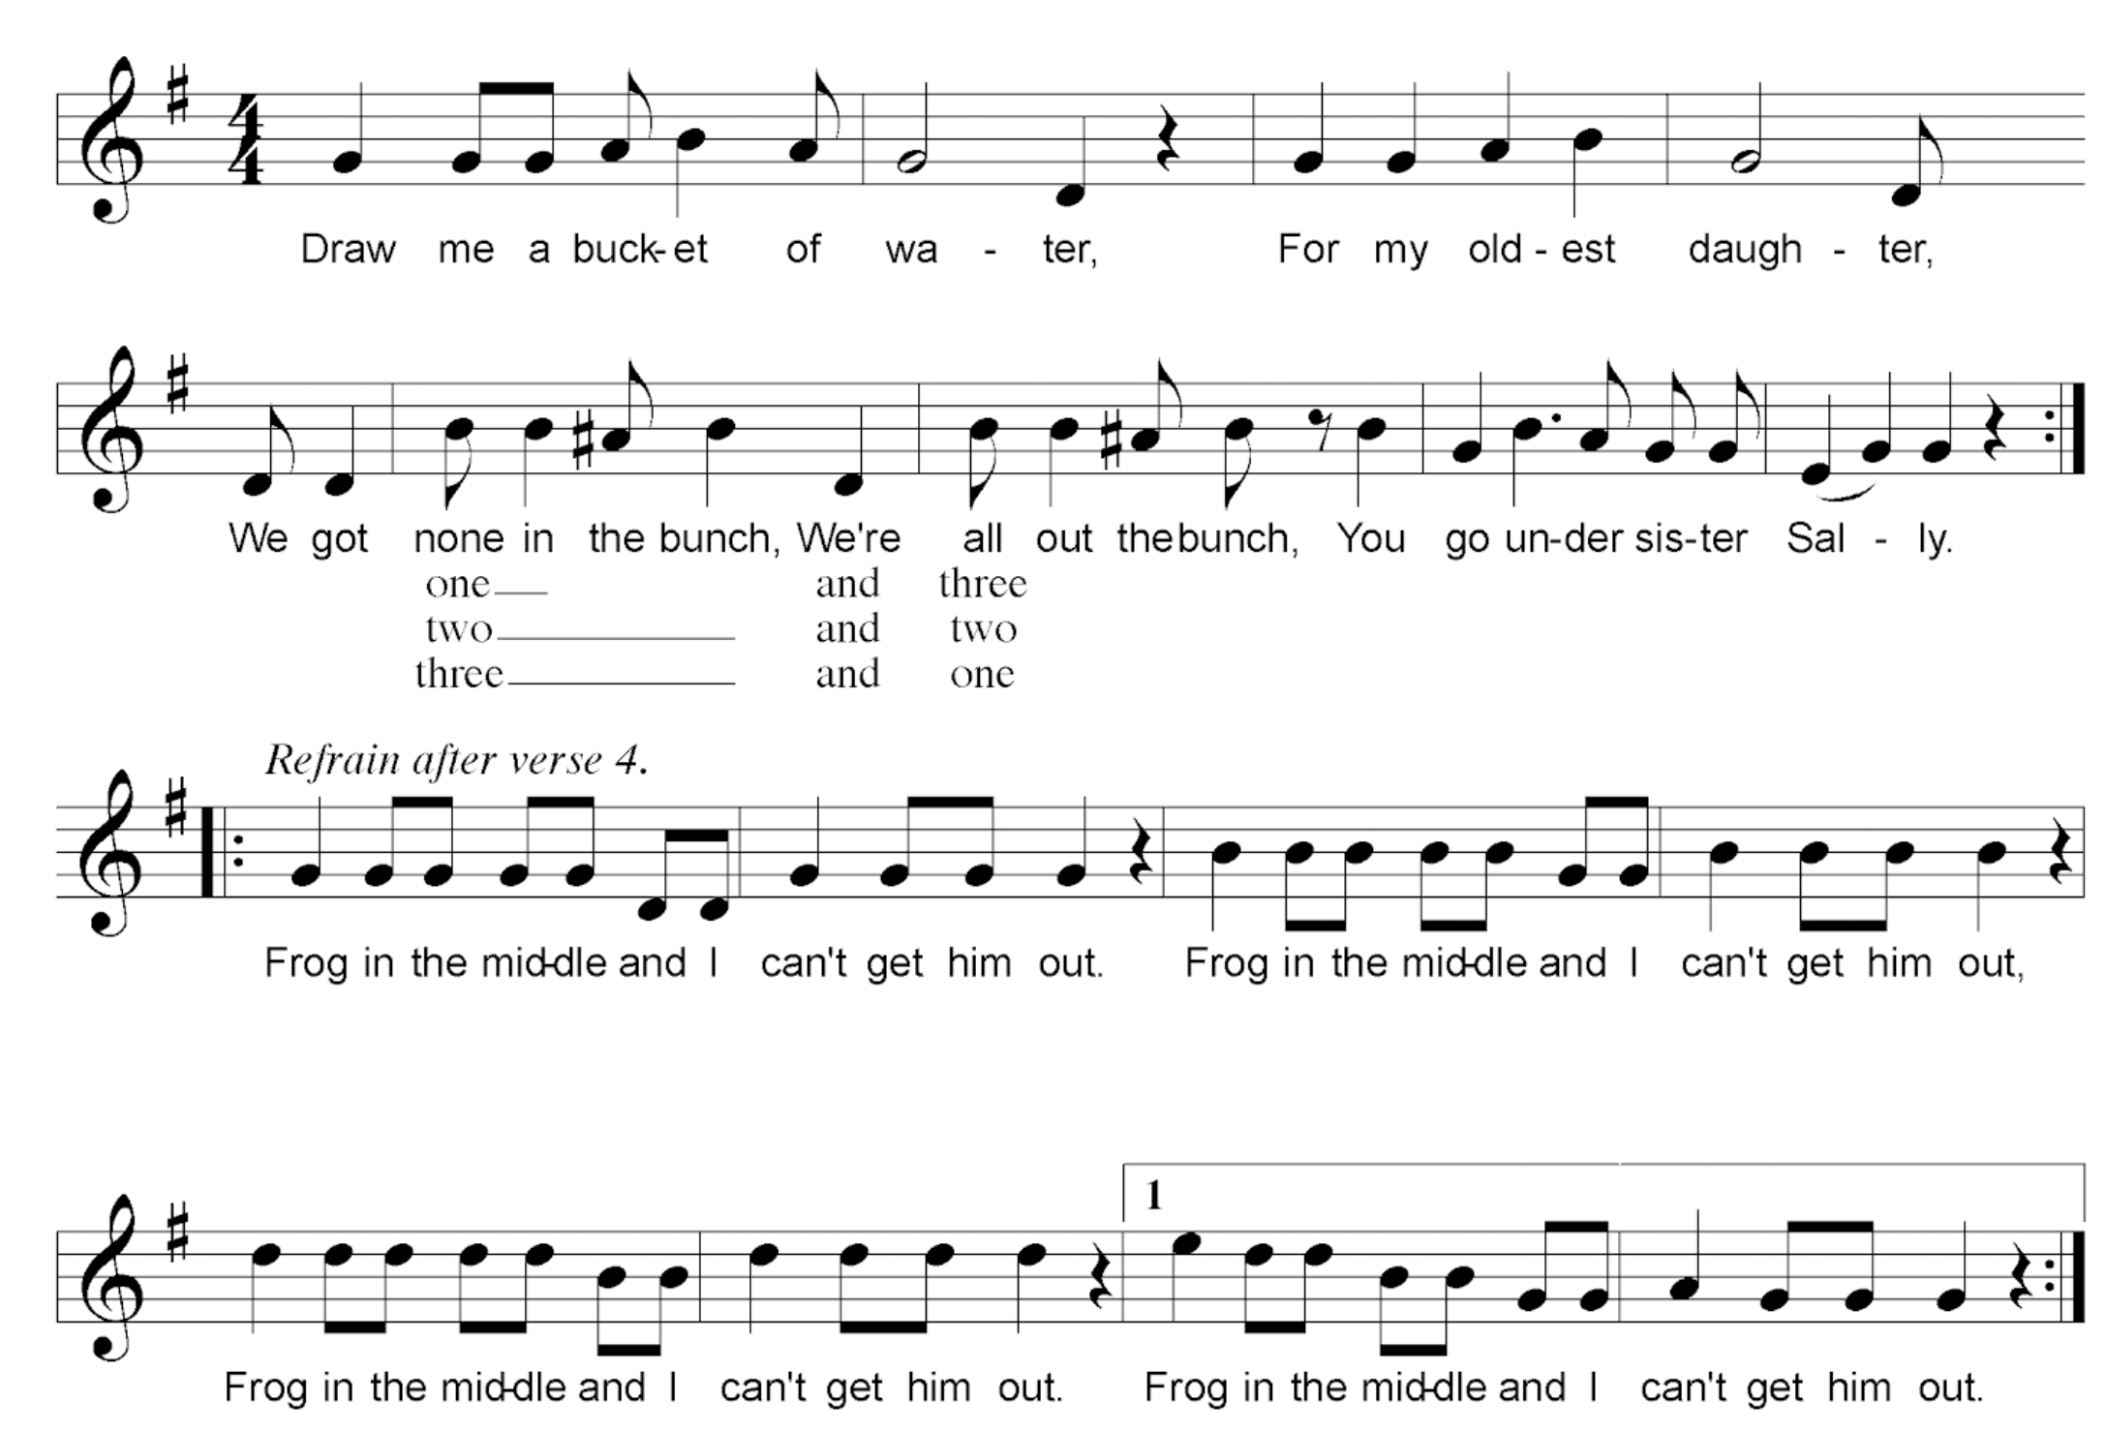 4
4
Draw me a buck-et of wa - ter, For my old - est daugh - ter,
We got none in the bunch, We're all out thebunch, You go un-der sis-ter Sal - ly.
one and three
two and two
three and one
Refrain after verse 4.
Frog in the mid-dle and I can't get him out. Frog in the mid-dle and I can't get him out,
1
Frog in the mid-dle and I can't get him out. Frog in the mid-dle and I can't get him out.